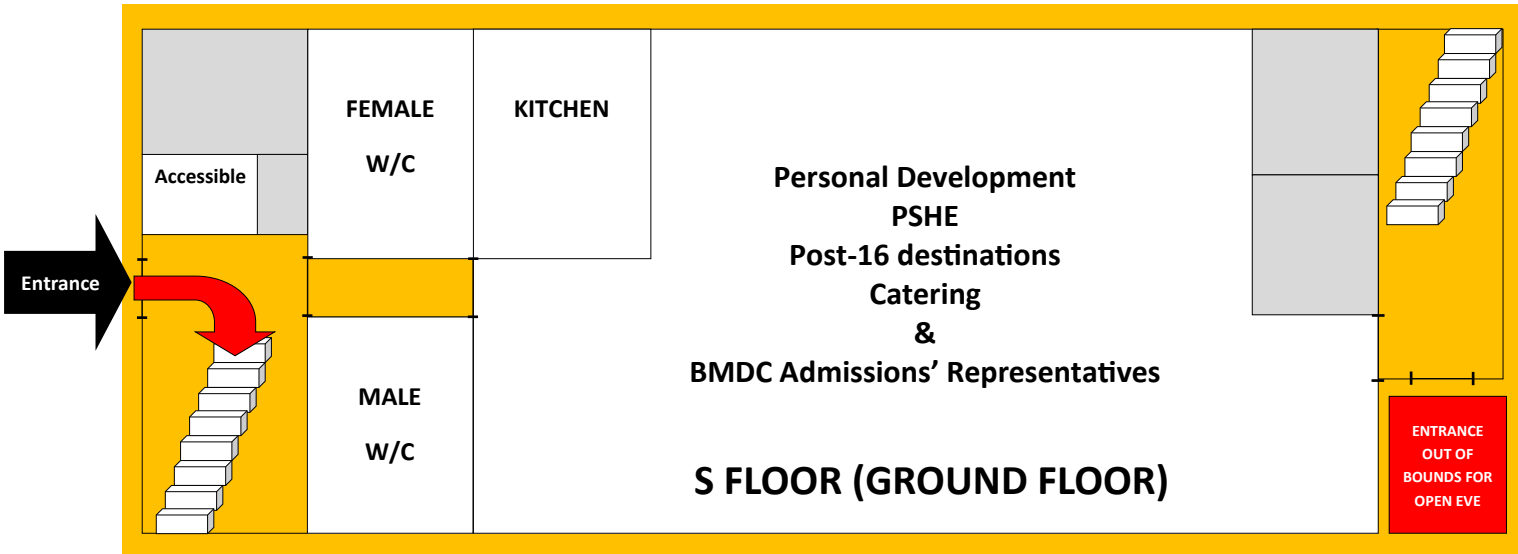 Entrance
Accessible
FEMALE
W/C
KITCHEN
MALE
W/C
Personal Development
PSHE
Post-16 destinations
Catering
&
BMDC Admissions’ Representatives
S FLOOR (GROUND FLOOR)
ENTRANCE
OUT OF
BOUNDS FOR
OPEN EVE